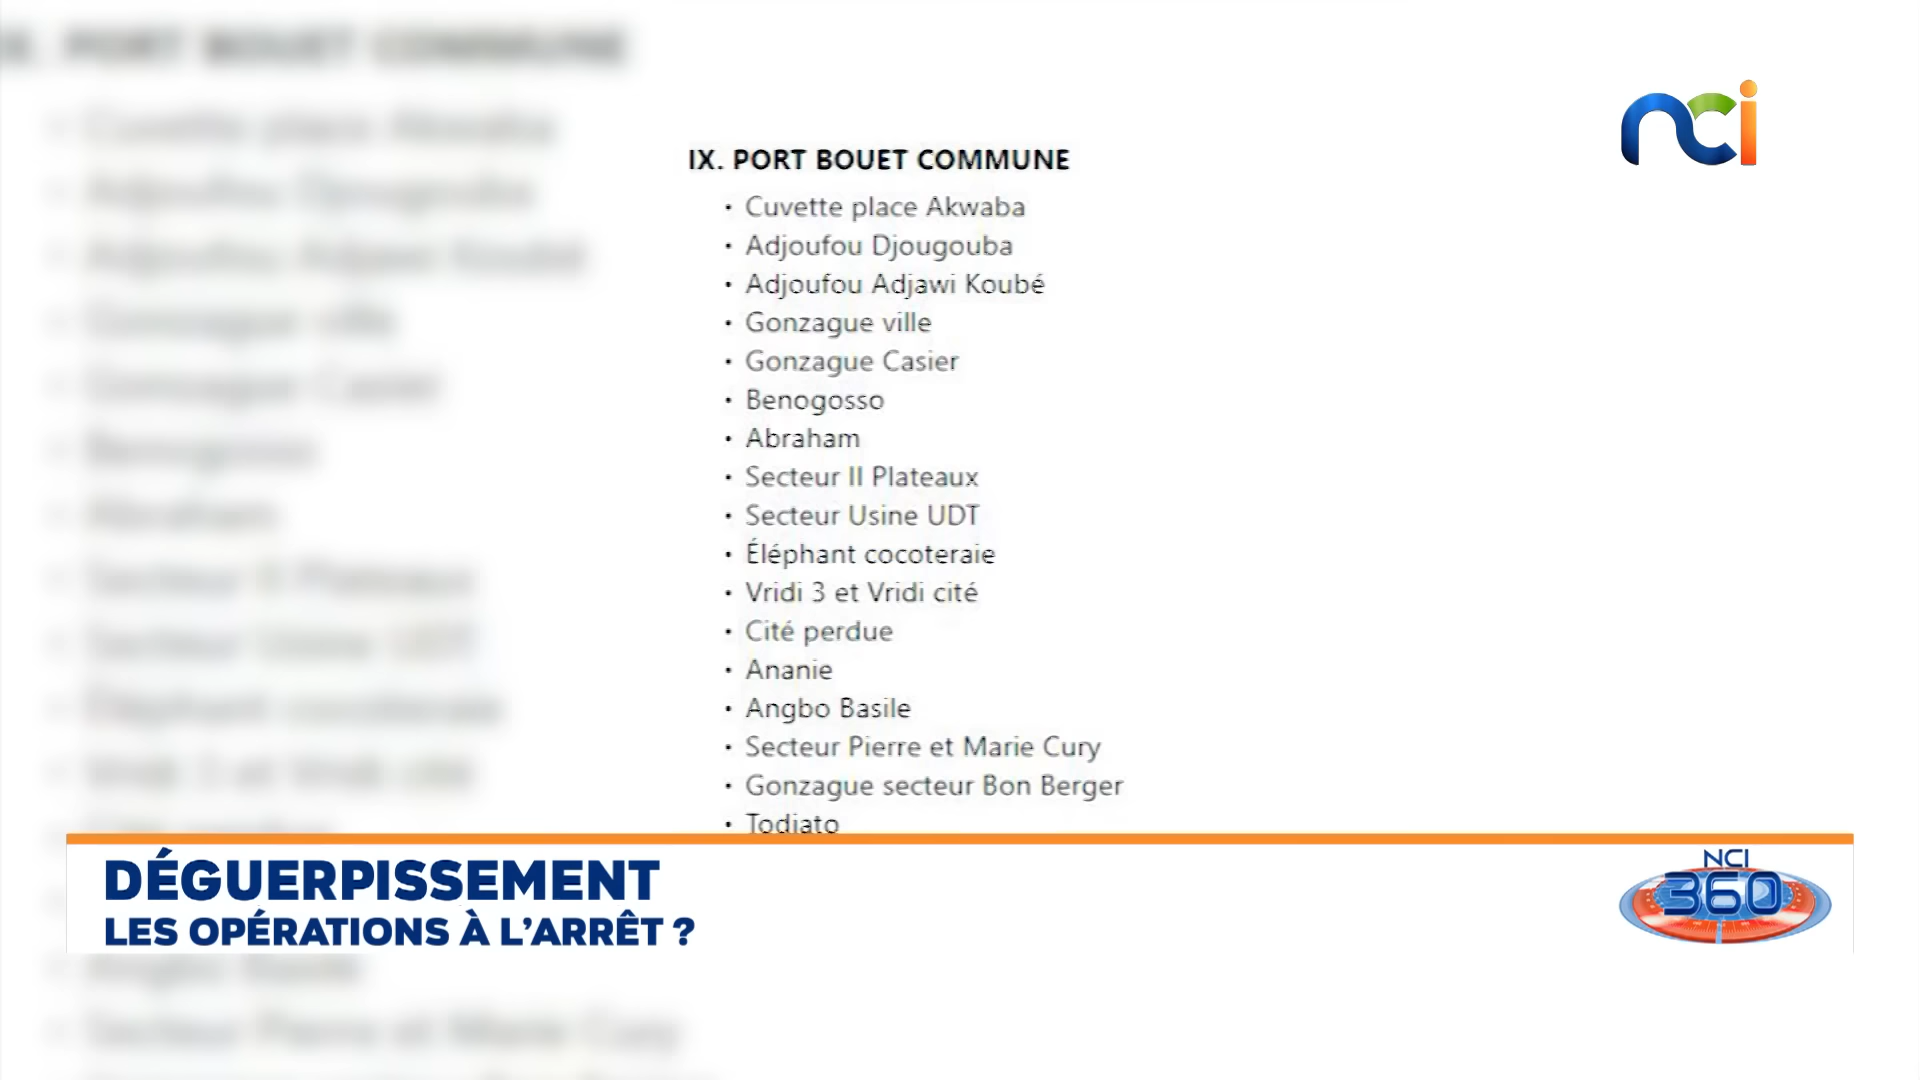 nci
IX. PORT BOUET COMMUNE
• Cuvette place Akwaba
• Adjoufou Djougouba
• Adjoufou Adjawi Koubé
• Gonzague ville
• Gonzague Casier
• Benogosso
• Abraham
• Secteur II Plateaux
• Secteur Usine UDT
• Éléphant cocoteraie
• Vridi 3 et Vridi cité
• Cité perdue
• Ananie
• Angbo Basile
• Secteur Pierre et Marie Cury
• Gonzague secteur Bon Berger
• Todiato
DÉGUERPISSEMENT
LES OPÉRATIONS À L'ARRÊT ?
NCI
360